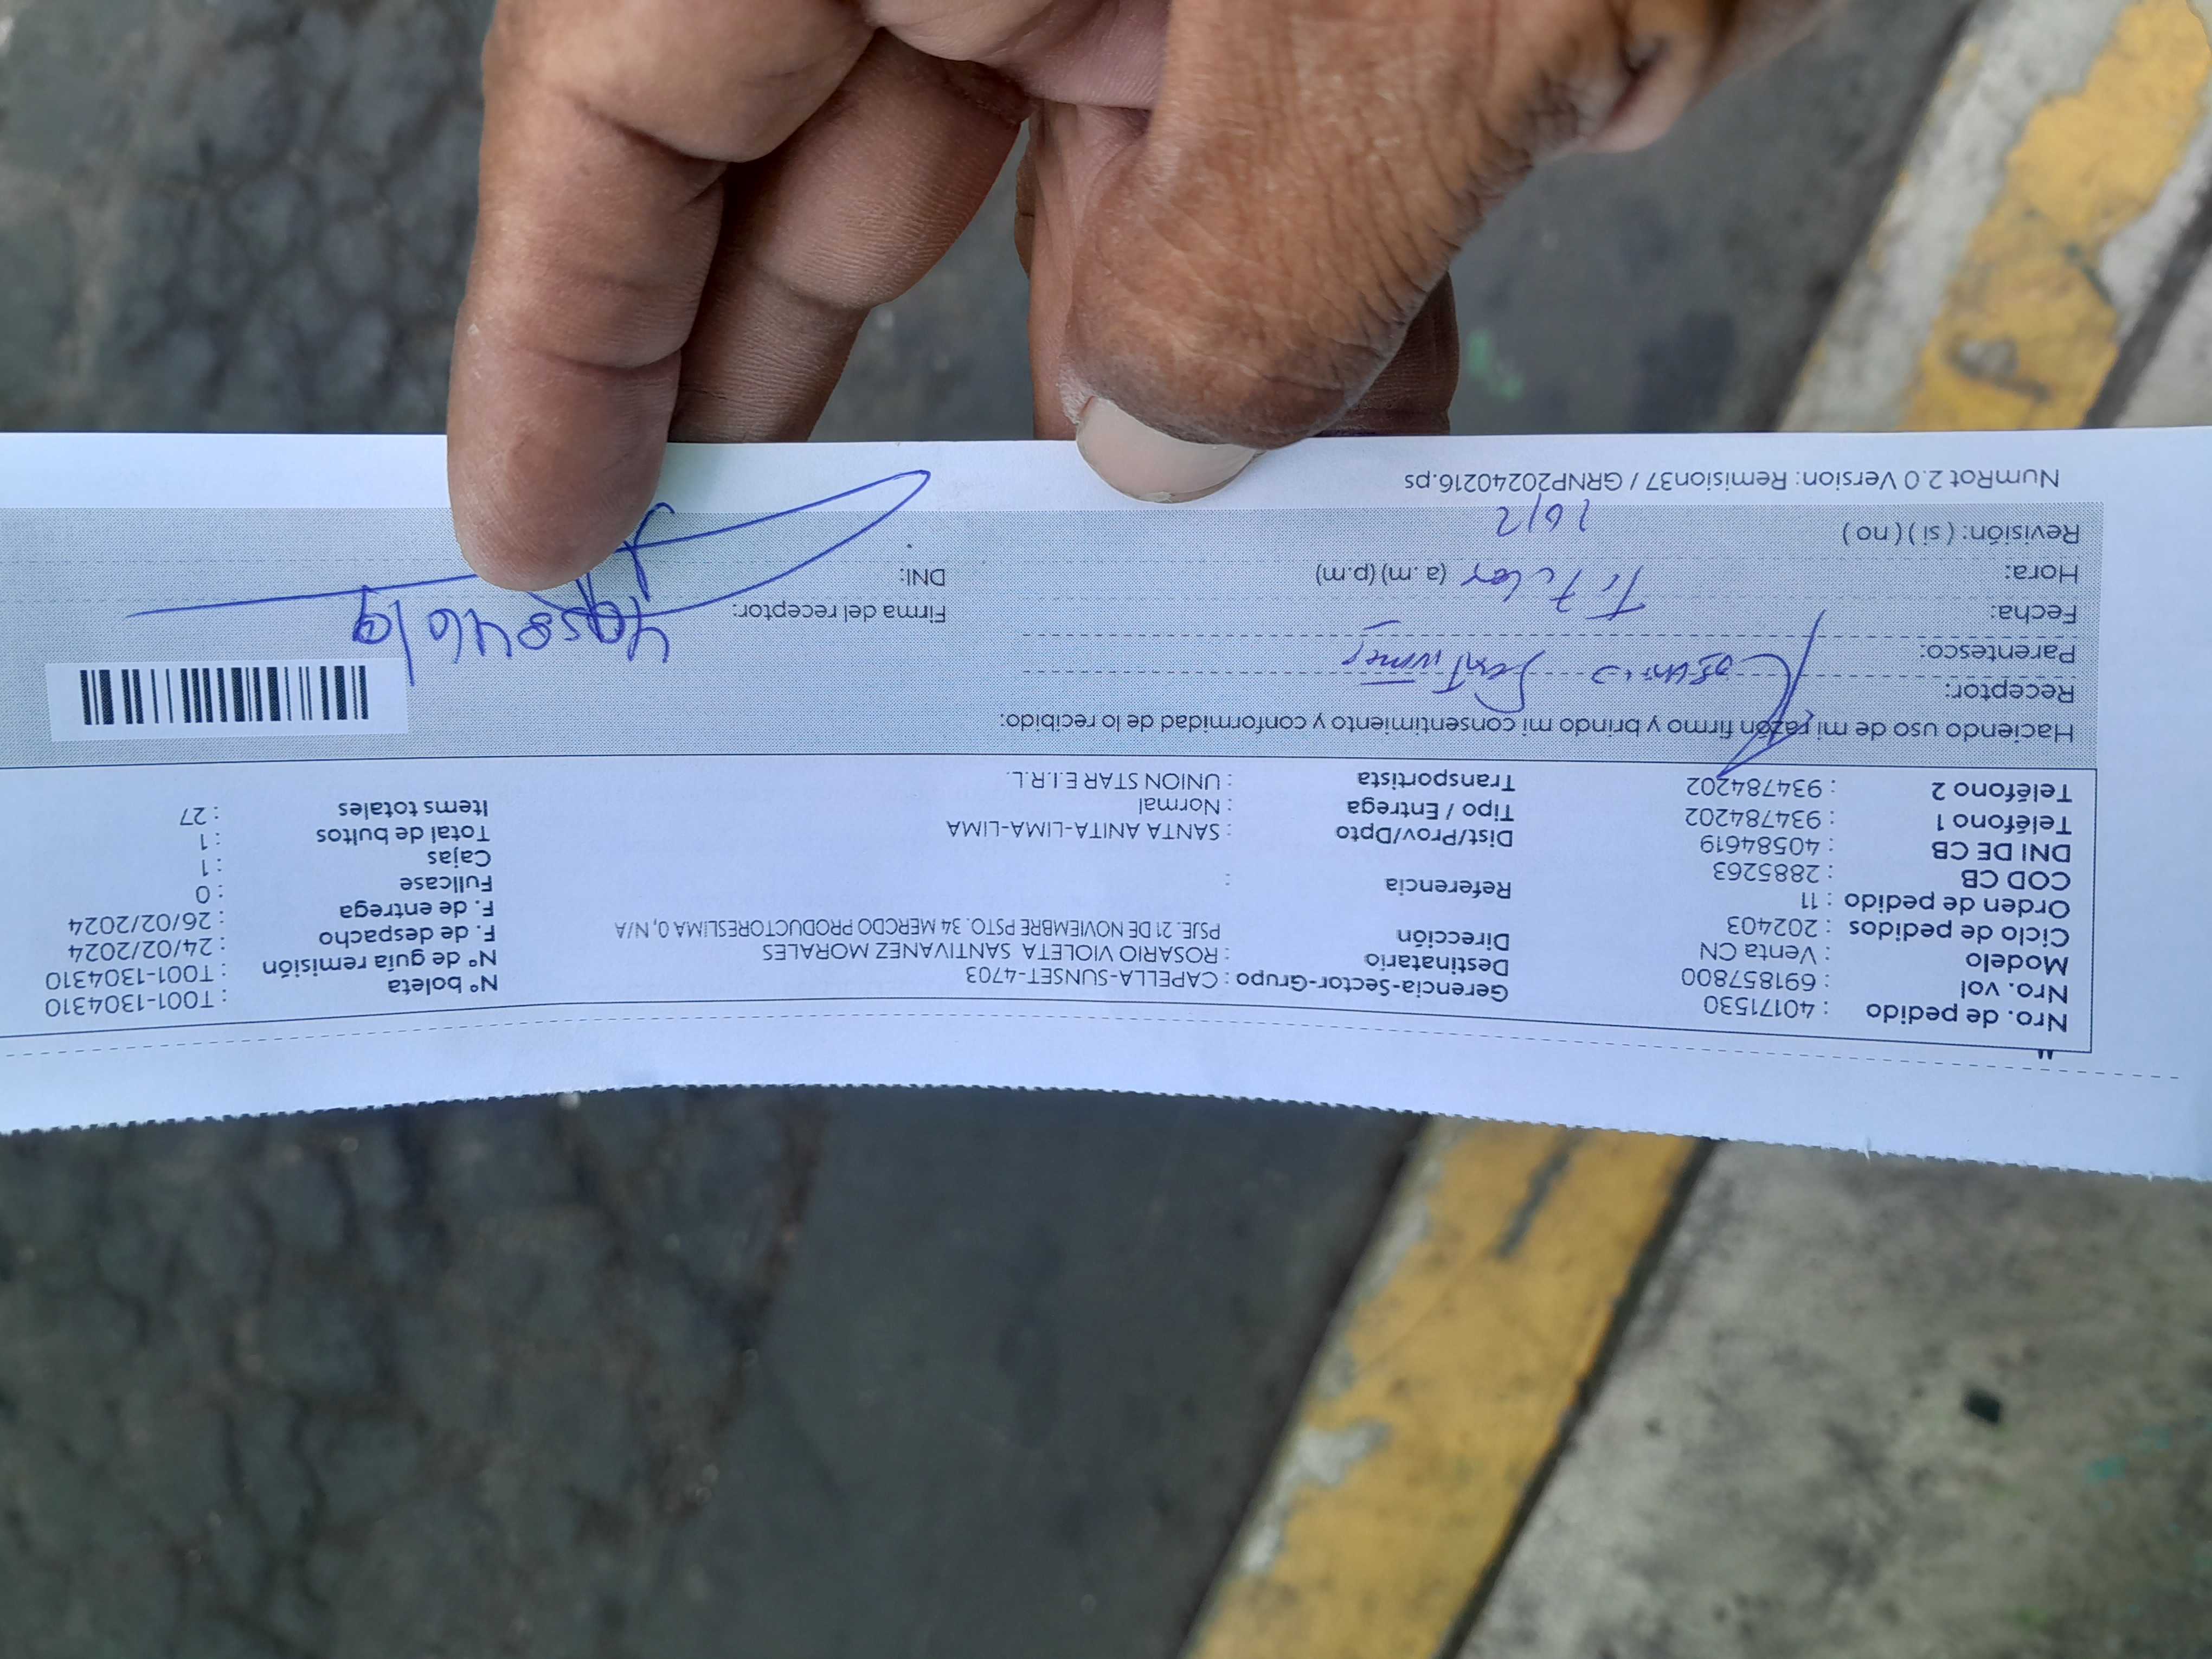 Nro. de pedido : 40171530 Gerencia-Sector-Grupo : CAPELLA-SUNSET-4703 N° boleta : T001-1304310
Nro. vol : 691857800 Destinatario : ROSARIO VIOLETA SANTIVANEZ MORALES N° de guía remisión : T001-1304310
Modelo : Venta CN Dirección PSJE. 21 DE NOVIEMBRE PSTO. 34 MERCDO PRODUCTORESLIMA 0, N/A F. de despacho : 24/02/2024
Ciclo de pedidos : 202403 F. de entrega : 26/02/2024
Orden de pedido : 11 Referencia : Fullcase : 0
COD CB : 2885263 Cajas : 1
DNI DE CB : 40584619 Dist/Prov/Dpto : SANTA ANITA-LIMA-LIMA Total de bultos : 1
Teléfono 1 : 934784202 Tipo / Entrega : Normal Items totales : 27
Teléfono 2 : 934784202 Transportista : UNION STAR E.I.R.L.
Haciendo uso de mi razón firmo y brindo mi consentimiento y conformidad de lo recibido:
Receptor:
Parentesco:
Fecha: Titular Firma del receptor: 40584619
Hora: (a.m) (p.m) DNI:
Revisión: ( si ) ( no )
NumRot 2.0 Version: Remision37 / GRNP20240216.ps